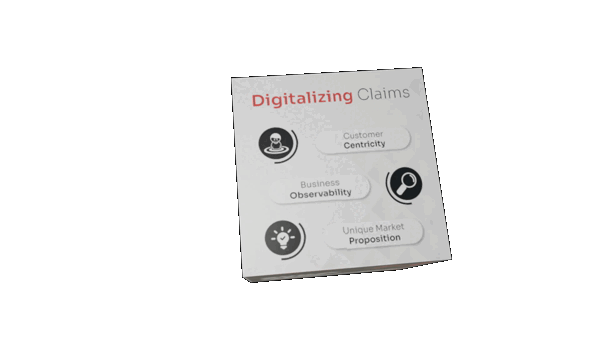 Digitalizing Claims
Customer
Centricity
Business
Observability
Unique Market
Proposition